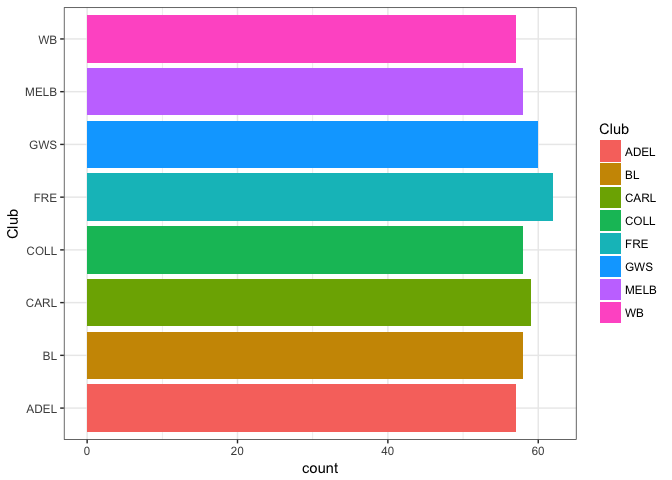 WB
MELB
GWS
FRE
COLL
CARL
BL
ADEL
Club
0 20 40 60
count
Club
ADEL
BL
CARL
COLL
FRE
GWS
MELB
WB